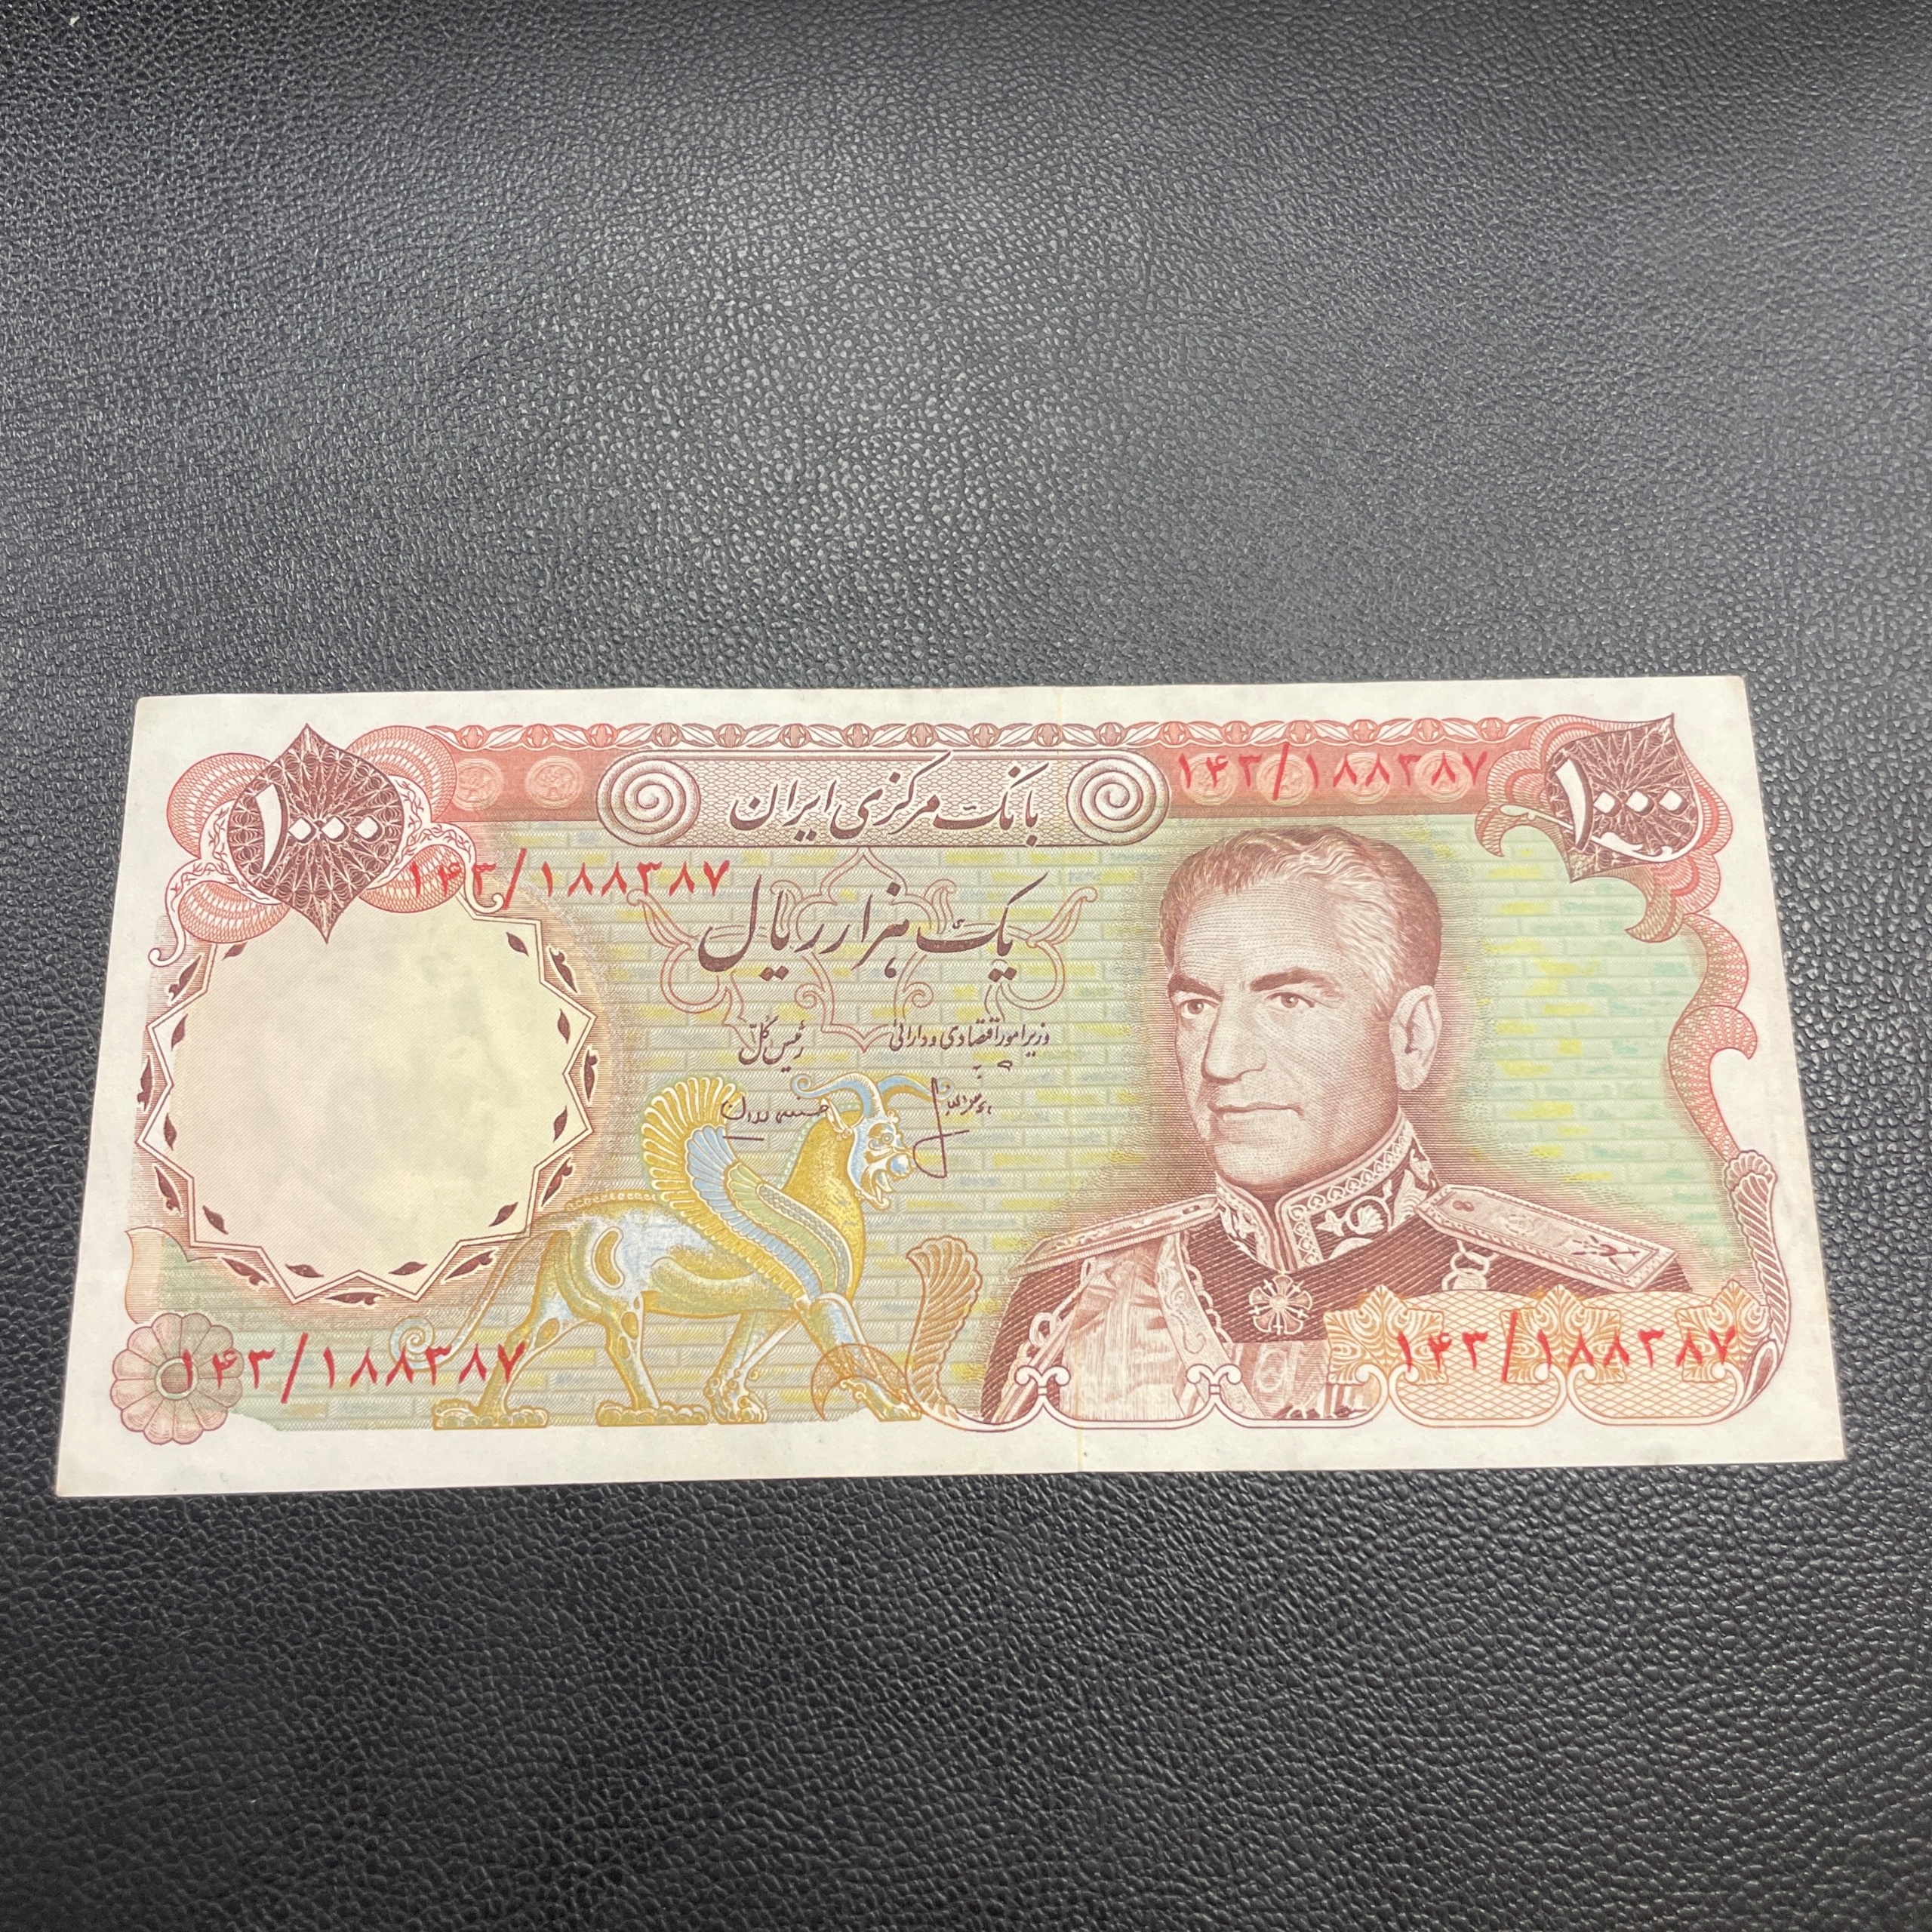 ۱۰۰۰
بانک مرکزی ایران
۱۴۳/۱۸۸۳۸۷
۱۰۰۰
۱۴۳/۱۸۸۳۸۷
یک هزار ریال
وزیر امور اقتصادی و دارائی
رئیس کل
۱۴۳/۱۸۸۳۸۷
۱۴۳/۱۸۸۳۸۷